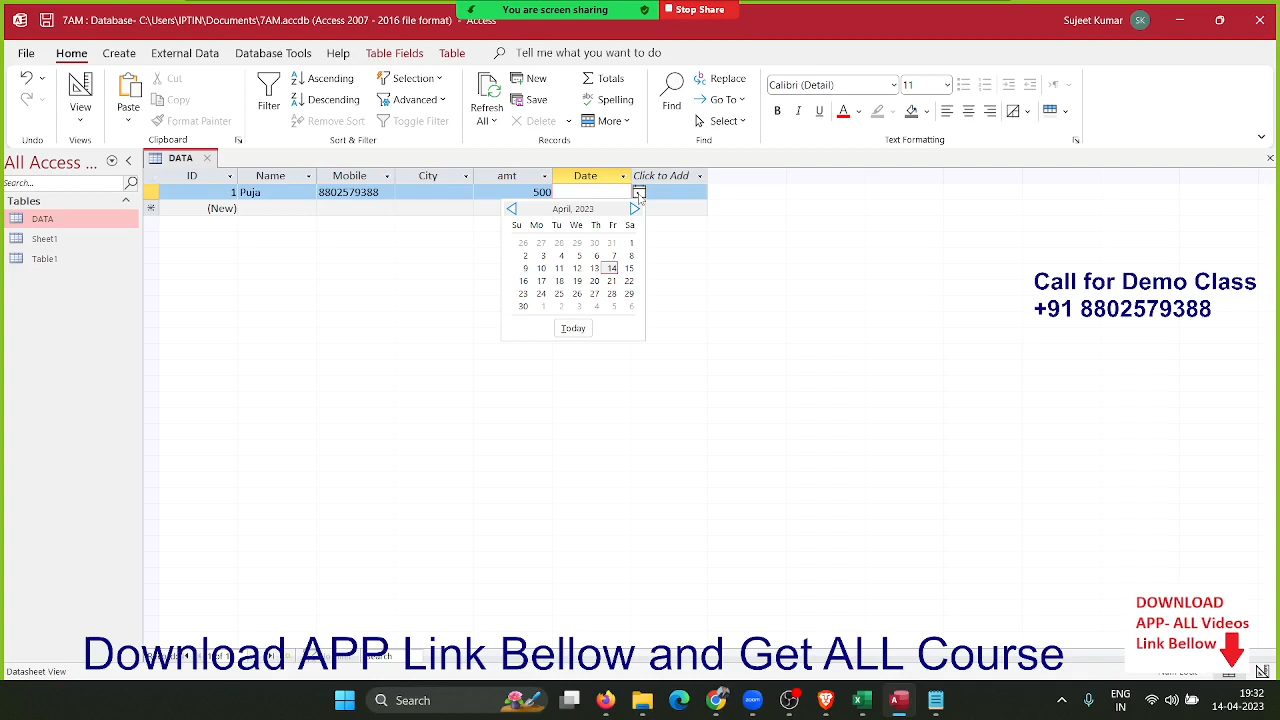 You are screen sharing
Stop Share
7AM : Database- C:\Users\IPTIN\Documents\7AM.accdb (Access 2007 - 2016 file format) - Access
Sujeet Kumar
SK
File Home Create External Data Database Tools Help Table Fields Table Tell me what you want to do
View
Paste
Cut
Copy
Format Painter
Filter
Ascending
Descending
Remove Sort
Selection
Advanced
Toggle Filter
Refresh All
New
Save
Delete
Totals
Spelling
More
Find
Replace
Go To
Select
Calibri (Detail) 11
B I U A
Undo Views Clipboard Sort & Filter Records Find Text Formatting
All Access ...
Search...
Tables
DATA
Sheet1
Table1
DATA
ID Name Mobile City amt Date Click to Add
1 Puja 8802579388 500
(New)
April, 2023
Su Mo Tu We Th Fr Sa
26 27 28 29 30 31 1
2 3 4 5 6 7 8
9 10 11 12 13 14 15
16 17 18 19 20 21 22
23 24 25 26 27 28 29
30 1 2 3 4 5 6
Today
Call for Demo Class
+91 8802579388
DOWNLOAD
APP- ALL Videos
Link Bellow
Download APP Link Bellow and Get ALL Course
Search
Datasheet View
Num Lock
Search
zoom
ENG
IN
19:32
14-04-2023